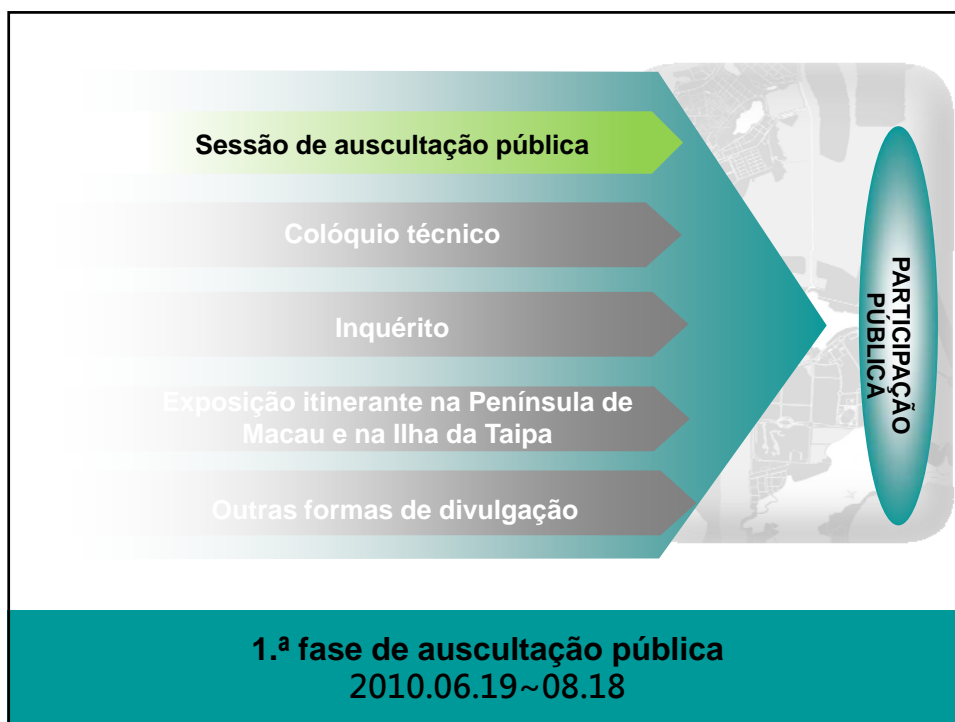 Sessão de auscultação pública
Colóquio técnico
Inquérito
Exposição itinerante na Península de
Macau e na Ilha da Taipa
Outras formas de divulgação
PARTICIPAÇÃO
PÚBLICA
1.ª fase de auscultação pública
2010.06.19~08.18